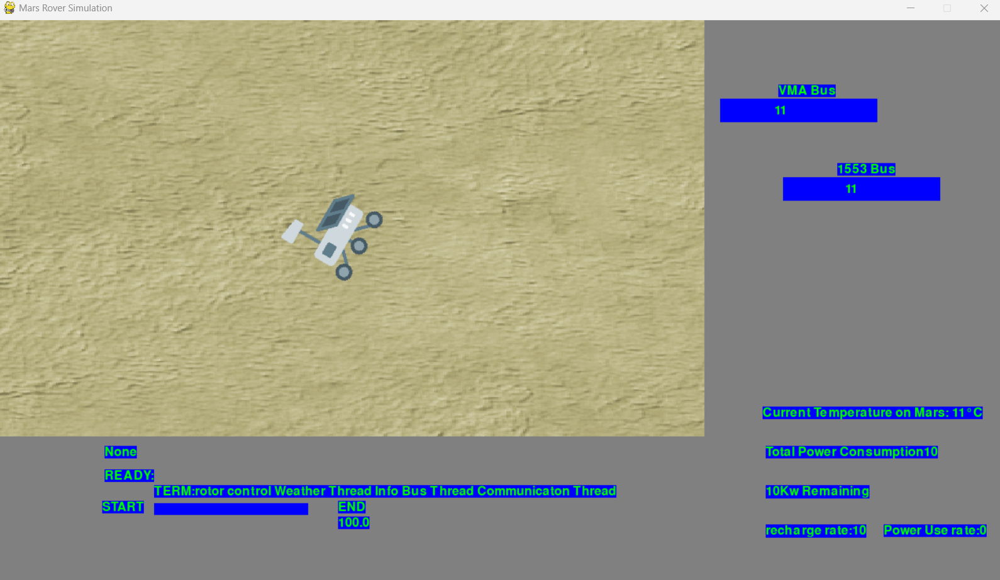 Mars Rover Simulation
VMA Bus
11
1553 Bus
11
Current Temperature on Mars: 11°C
None
Total Power Consumption10
READY:
TERM:rotor control Weather Thread Info Bus Thread Communicaton Thread
10Kw Remaining
START
END
100.0
recharge rate:10
Power Use rate:0